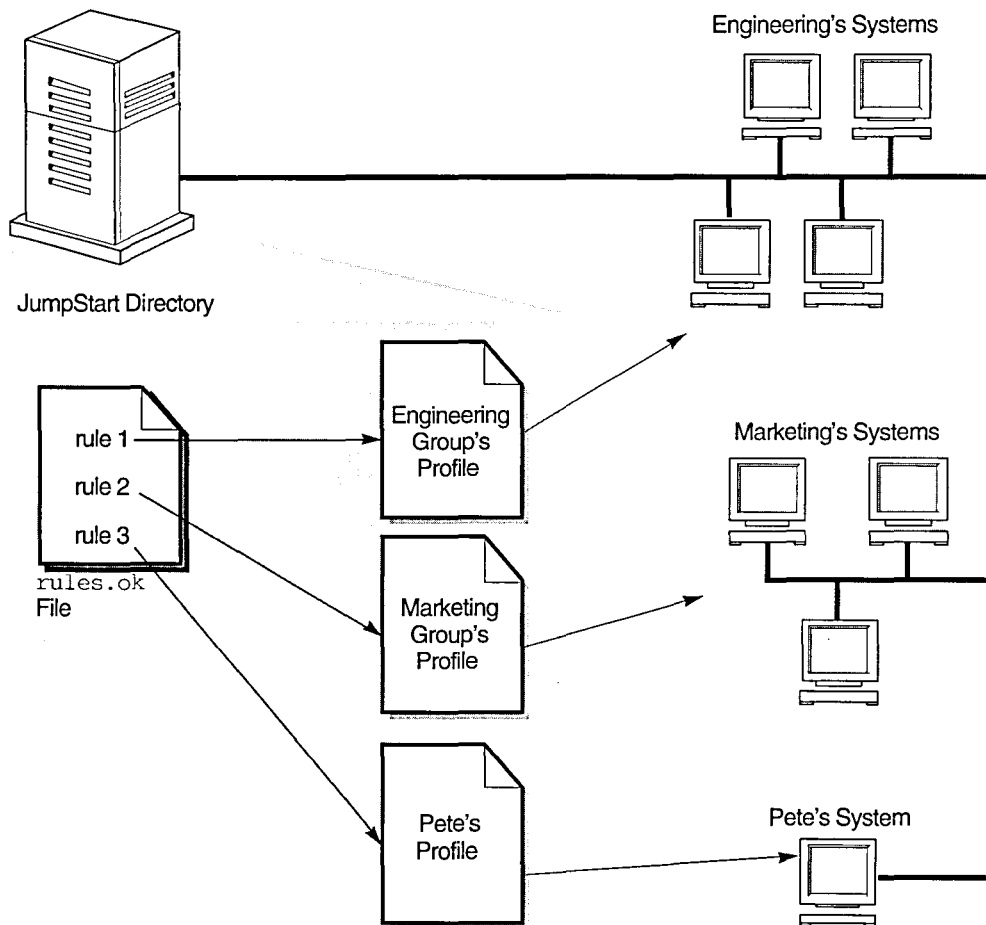 Engineering's Systems
JumpStart Directory
Engineering
Group's
Profile
rule 1
rule 2
rule 3
rules.ok
File
Marketing's Systems
Marketing
Group's
Profile
Pete's
Profile
Pete's System